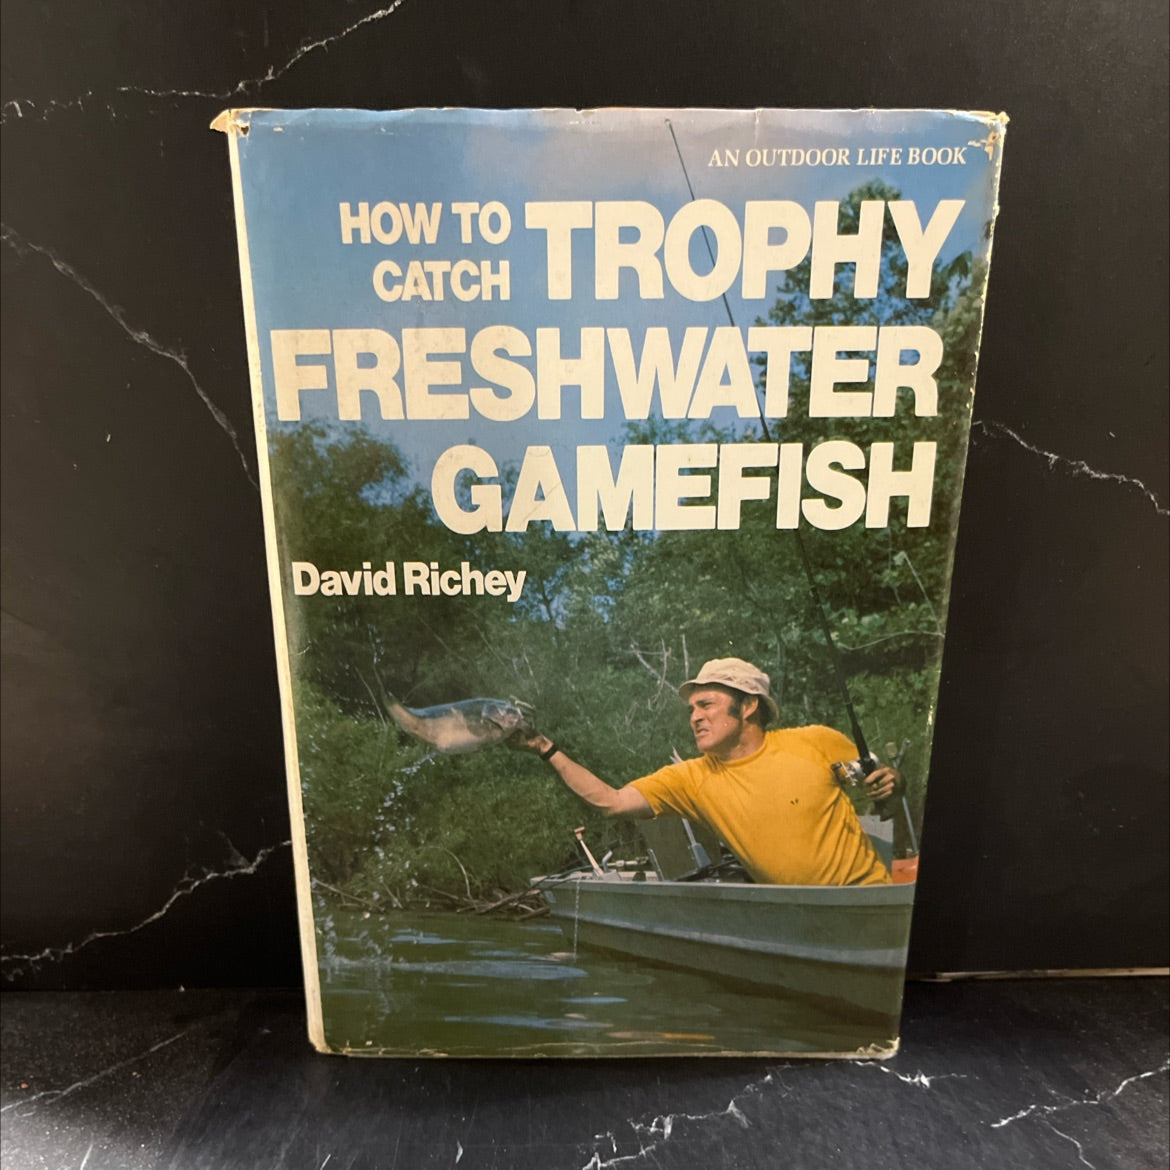 AN OUTDOOR LIFE BOOK
HOW TO
CATCH TROPHY
FRESHWATER
GAMEFISH
David Richey